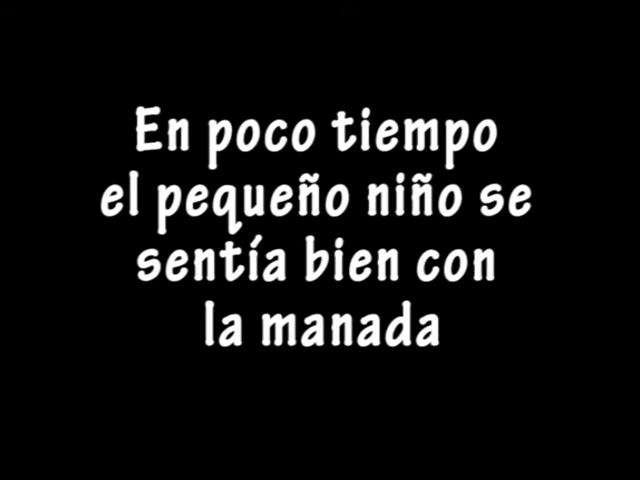 En poco tiempo
el pequeño niño se
sentía bien con
la manada